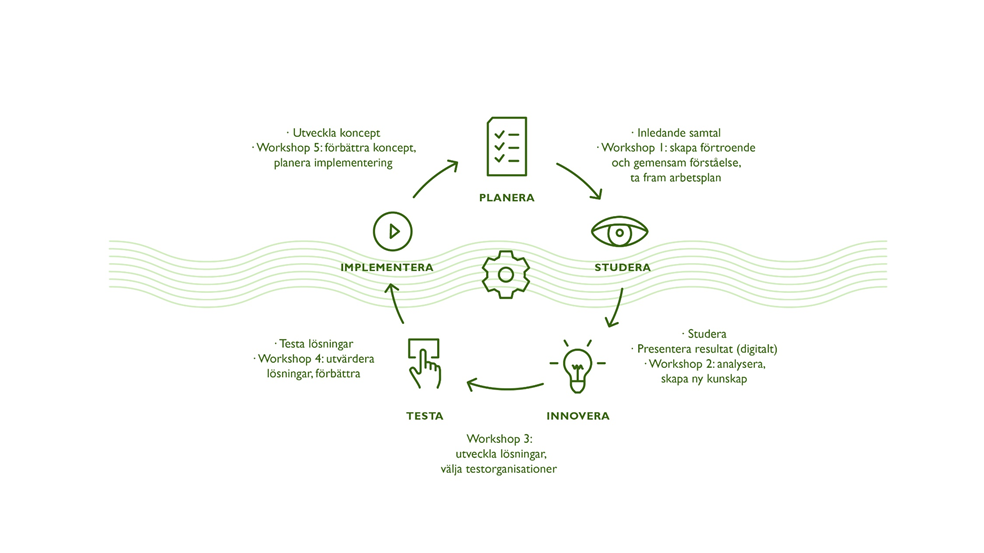 · Utveckla koncept
· Workshop 5: förbättra koncept,
planera implementering
· Inledande samtal
· Workshop 1: skapa förtroende
och gemensam förståelse,
ta fram arbetsplan
PLANERA
IMPLEMENTERA
STUDERA
· Testa lösningar
· Workshop 4: utvärdera
lösningar, förbättra
· Studera
· Presentera resultat (digitalt)
· Workshop 2: analysera,
skapa ny kunskap
TESTA
INNOVERA
Workshop 3:
utveckla lösningar,
välja testorganisationer